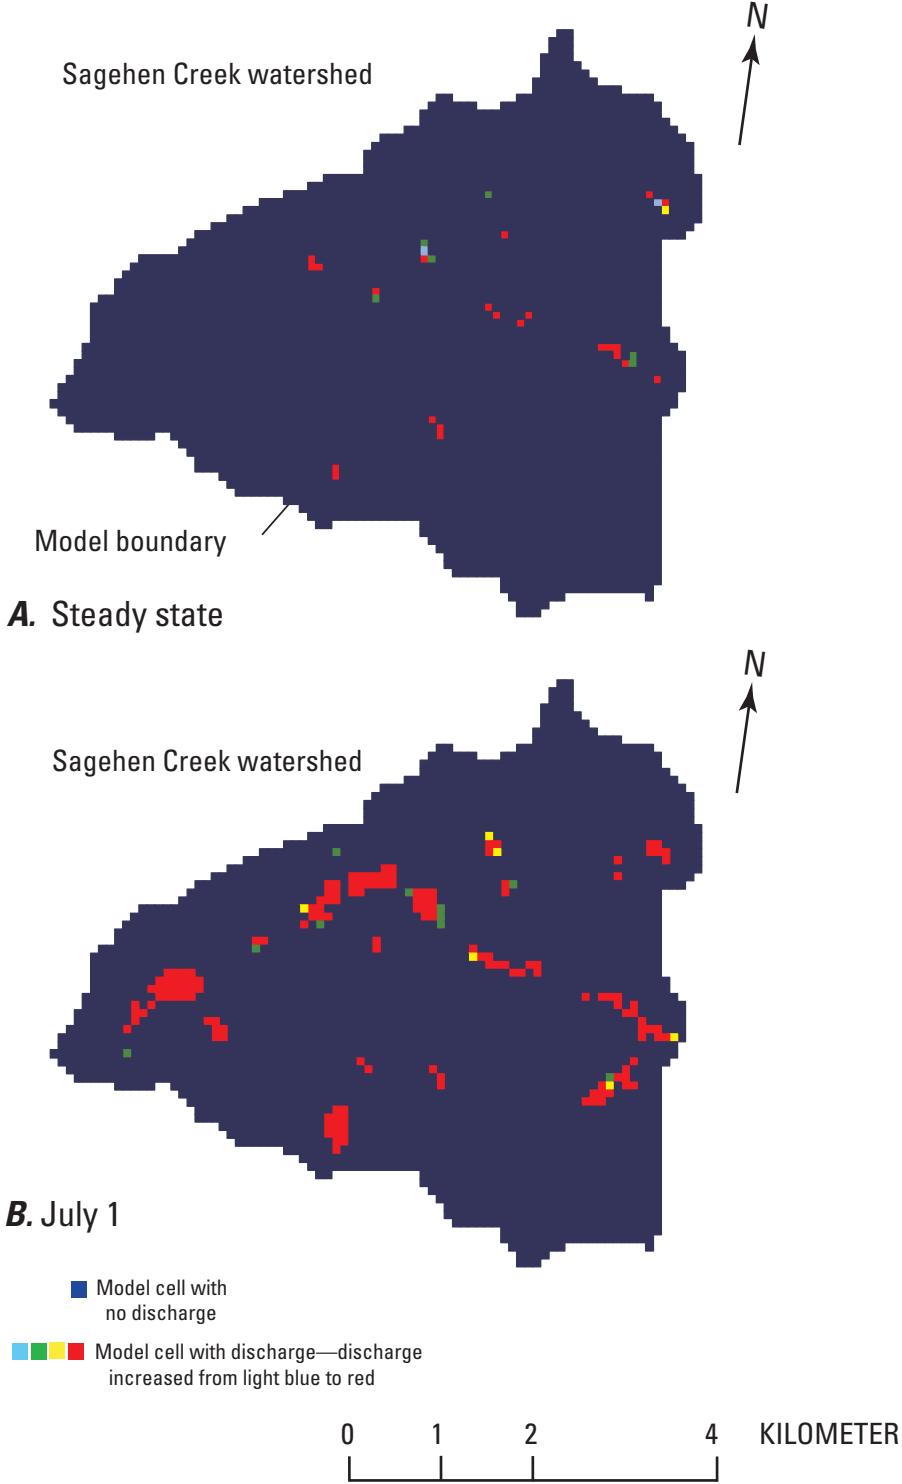 N
Sagehen Creek watershed
Model boundary
A. Steady state
N
Sagehen Creek watershed
B. July 1
Model cell with
no discharge
Model cell with discharge—discharge
increased from light blue to red
0 1 2 4 KILOMETER